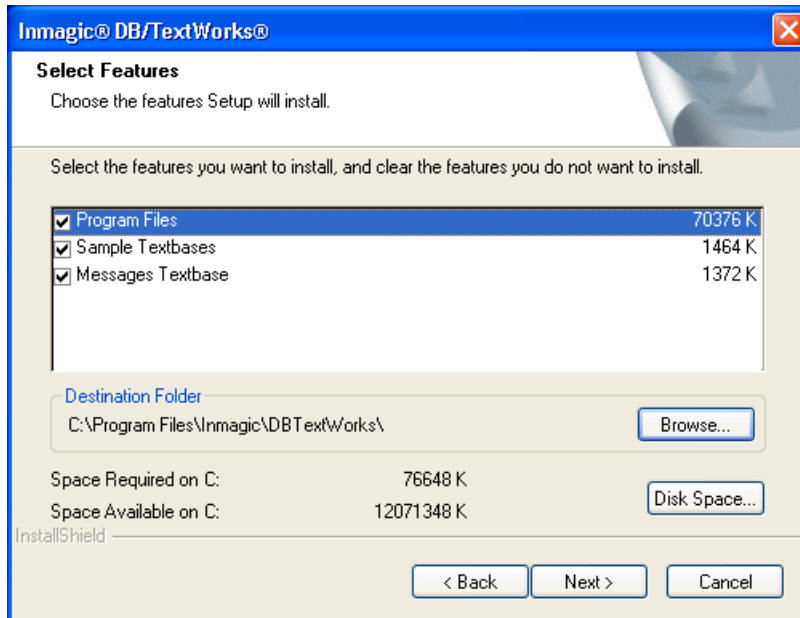 Inmagic® DB/TextWorks®
Select Features
Choose the features Setup will install.
Select the features you want to install, and clear the features you do not want to install.
Program Files 70376 K
Sample Textbases 1464 K
Messages Textbase 1372 K
Destination Folder
C:\Program Files\Inmagic\DBTextWorks\
Browse...
Space Required on C: 76648 K
Space Available on C: 12071348 K
Disk Space...
InstallShield
< Back Next > Cancel